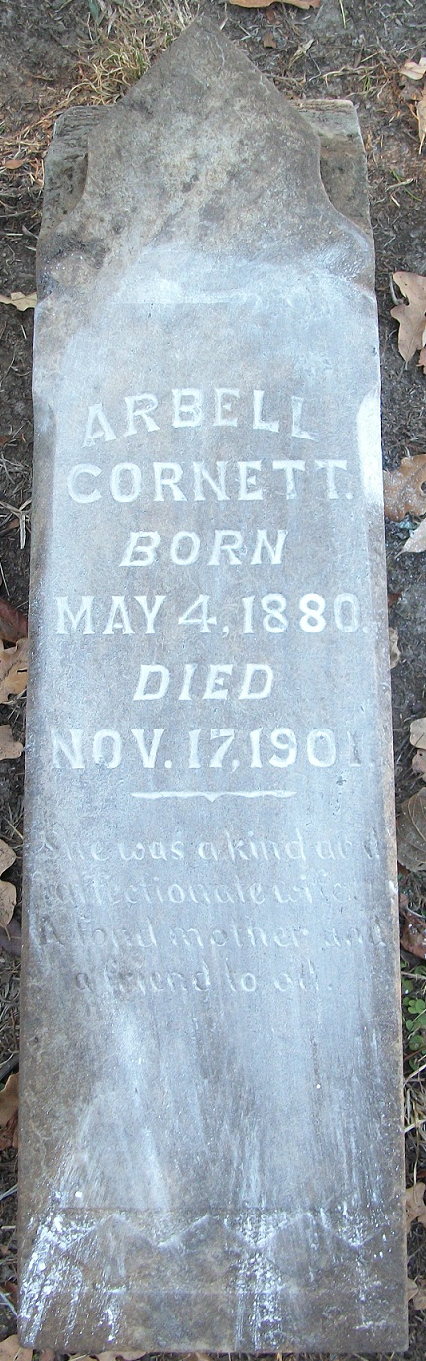 ARBELL
CORNETT.
BORN
MAY 4, 1880.
DIED
NOV. 17, 1901.
She was a kind and
affectionate wife.
A fond mother and
a friend to all.